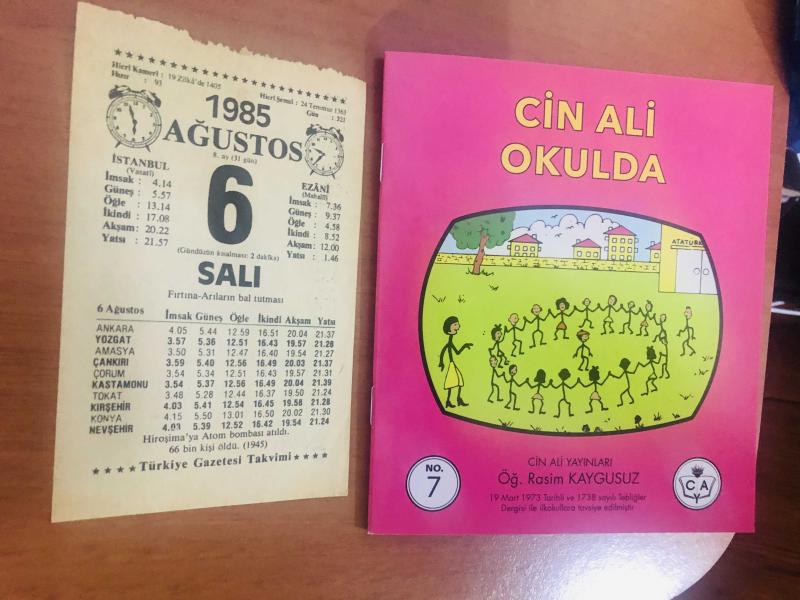 Hicrî Kamerî : 19 Zilkâ'de 1405
Hızır : 93
Hicrî Şemsî : 24 Temmuz 1363
Gün : 221
1985
AĞUSTOS
8. ay (31 gün)
6
SALI
İSTANBUL
(Vasatî)
İmsak : 4.14
Güneş : 5.57
Öğle : 13.14
İkindi : 17.08
Akşam : 20.22
Yatsı : 21.57
EZÂNÎ
(Mahallî)
İmsak : 7.36
Güneş : 9.37
Öğle : 4.58
İkindi : 8.52
Akşam : 12.00
Yatsı : 1.46
(Gündüzün kısalması: 2 dakika)
Fırtına-Arıların bal tutması
6 Ağustos İmsak Güneş Öğle İkindi Akşam Yatsı
ANKARA 4.05 5.44 12.59 16.51 20.04 21.37
YOZGAT 3.57 5.36 12.51 16.43 19.57 21.28
AMASYA 3.50 5.31 12.47 16.40 19.54 21.27
ÇANKIRI 3.59 5.40 12.56 16.49 20.03 21.37
ÇORUM 3.54 5.34 12.51 16.43 19.57 21.31
KASTAMONU 3.54 5.37 12.56 16.49 20.04 21.39
TOKAT 3.48 5.28 12.44 16.37 19.50 21.24
KIRŞEHİR 4.03 5.41 12.54 16.45 19.58 21.28
KONYA 4.15 5.50 13.01 16.50 20.02 21.30
NEVŞEHİR 4.03 5.39 12.52 16.42 19.54 21.24
Hiroşima'ya Atom bombası atıldı.
66 bin kişi öldü. (1945)
Türkiye Gazetesi Takvimi
CİN ALİ
OKULDA
ATATÜRK
CİN ALİ YAYINLARI
Öğ. Rasim KAYGUSUZ
19 Mart 1973 Tarihli ve 1738 sayılı Tebliğler
Dergisi ile ilkokullara tavsiye edilmiştir
NO.
7
C A
Y